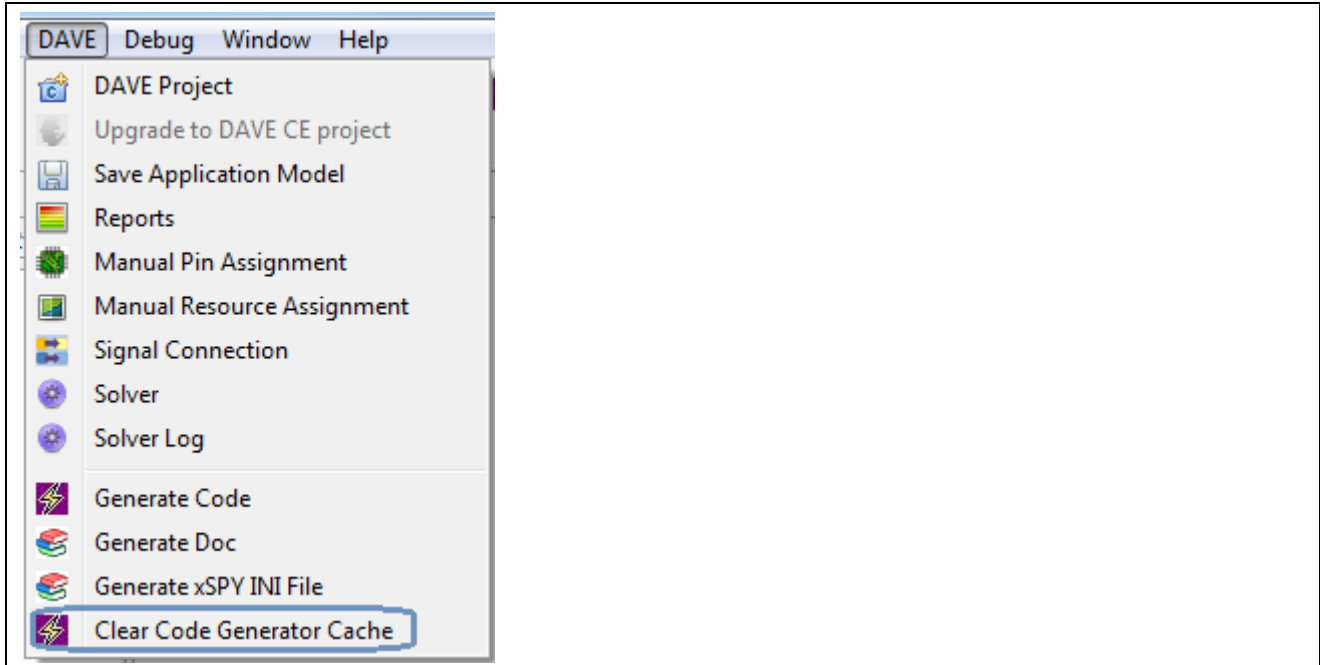 DAVE Debug Window Help
DAVE Project
Upgrade to DAVE CE project
Save Application Model
Reports
Manual Pin Assignment
Manual Resource Assignment
Signal Connection
Solver
Solver Log
Generate Code
Generate Doc
Generate xSPY INI File
Clear Code Generator Cache